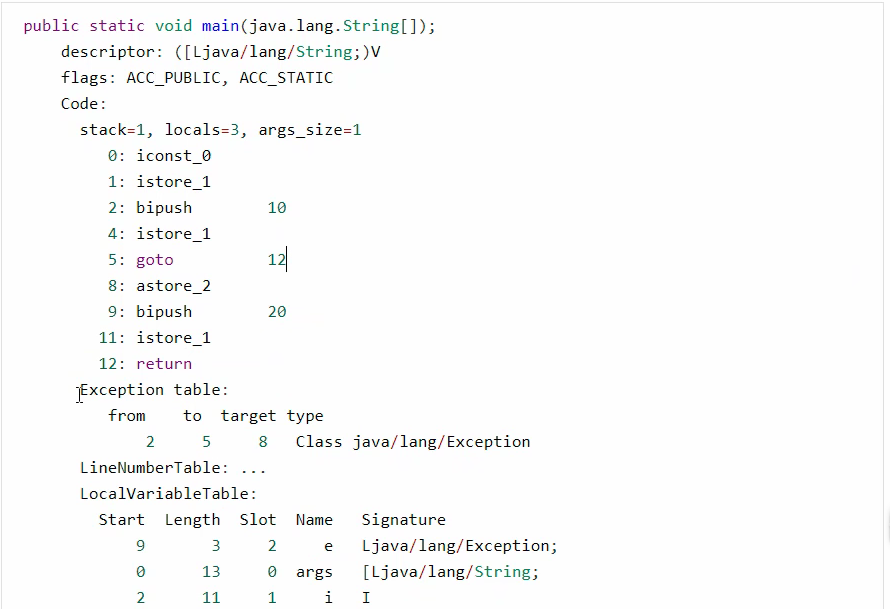 public static void main(java.lang.String[]);
descriptor: ([Ljava/lang/String;)V
flags: ACC_PUBLIC, ACC_STATIC
Code:
stack=1, locals=3, args_size=1
0: iconst_0
1: istore_1
2: bipush 10
4: istore_1
5: goto 12
8: astore_2
9: bipush 20
11: istore_1
12: return
Exception table:
from to target type
2 5 8 Class java/lang/Exception
LineNumberTable: ...
LocalVariableTable:
Start Length Slot Name Signature
9 3 2 e Ljava/lang/Exception;
0 13 0 args [Ljava/lang/String;
2 11 1 i I